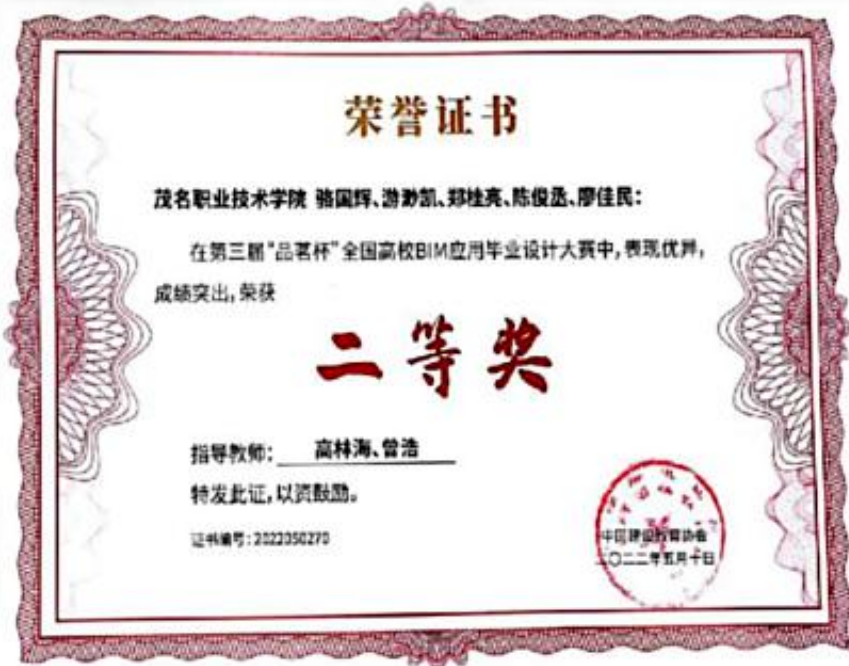 荣誉证书
茂名职业技术学院 骆国辉、游渺凯、郑桂亮、陈俊丞、廖佳民：
在第三届“品茗杯”全国高校BIM应用毕业设计大赛中，表现优异，
成绩突出，荣获
二等奖
指导教师： 高林海、曾浩
特发此证，以资鼓励。
证书编号：2022050270
中国建设教育协会
二〇二二年五月十日